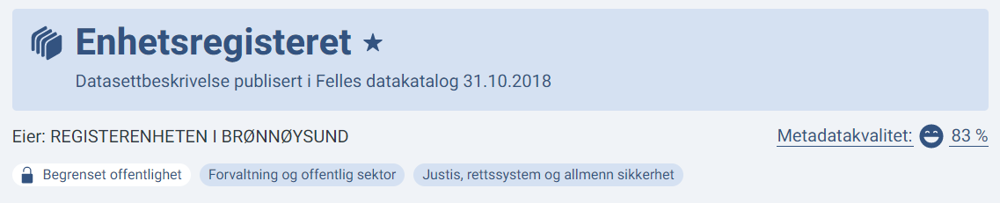 Enhetsregisteret
Datasettbeskrivelse publisert i Felles datakatalog 31.10.2018
Eier: REGISTERENHETEN I BRØNNØYSUND
Metadatakvalitet: 83 %
Begrenset offentlighet
Forvaltning og offentlig sektor
Justis, rettssystem og allmenn sikkerhet